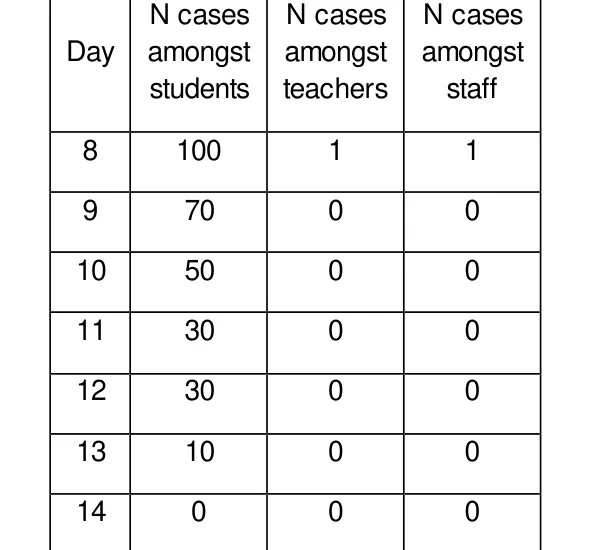 Day N cases amongst students N cases amongst teachers N cases amongst staff
8 100 1 1
9 70 0 0
10 50 0 0
11 30 0 0
12 30 0 0
13 10 0 0
14 0 0 0